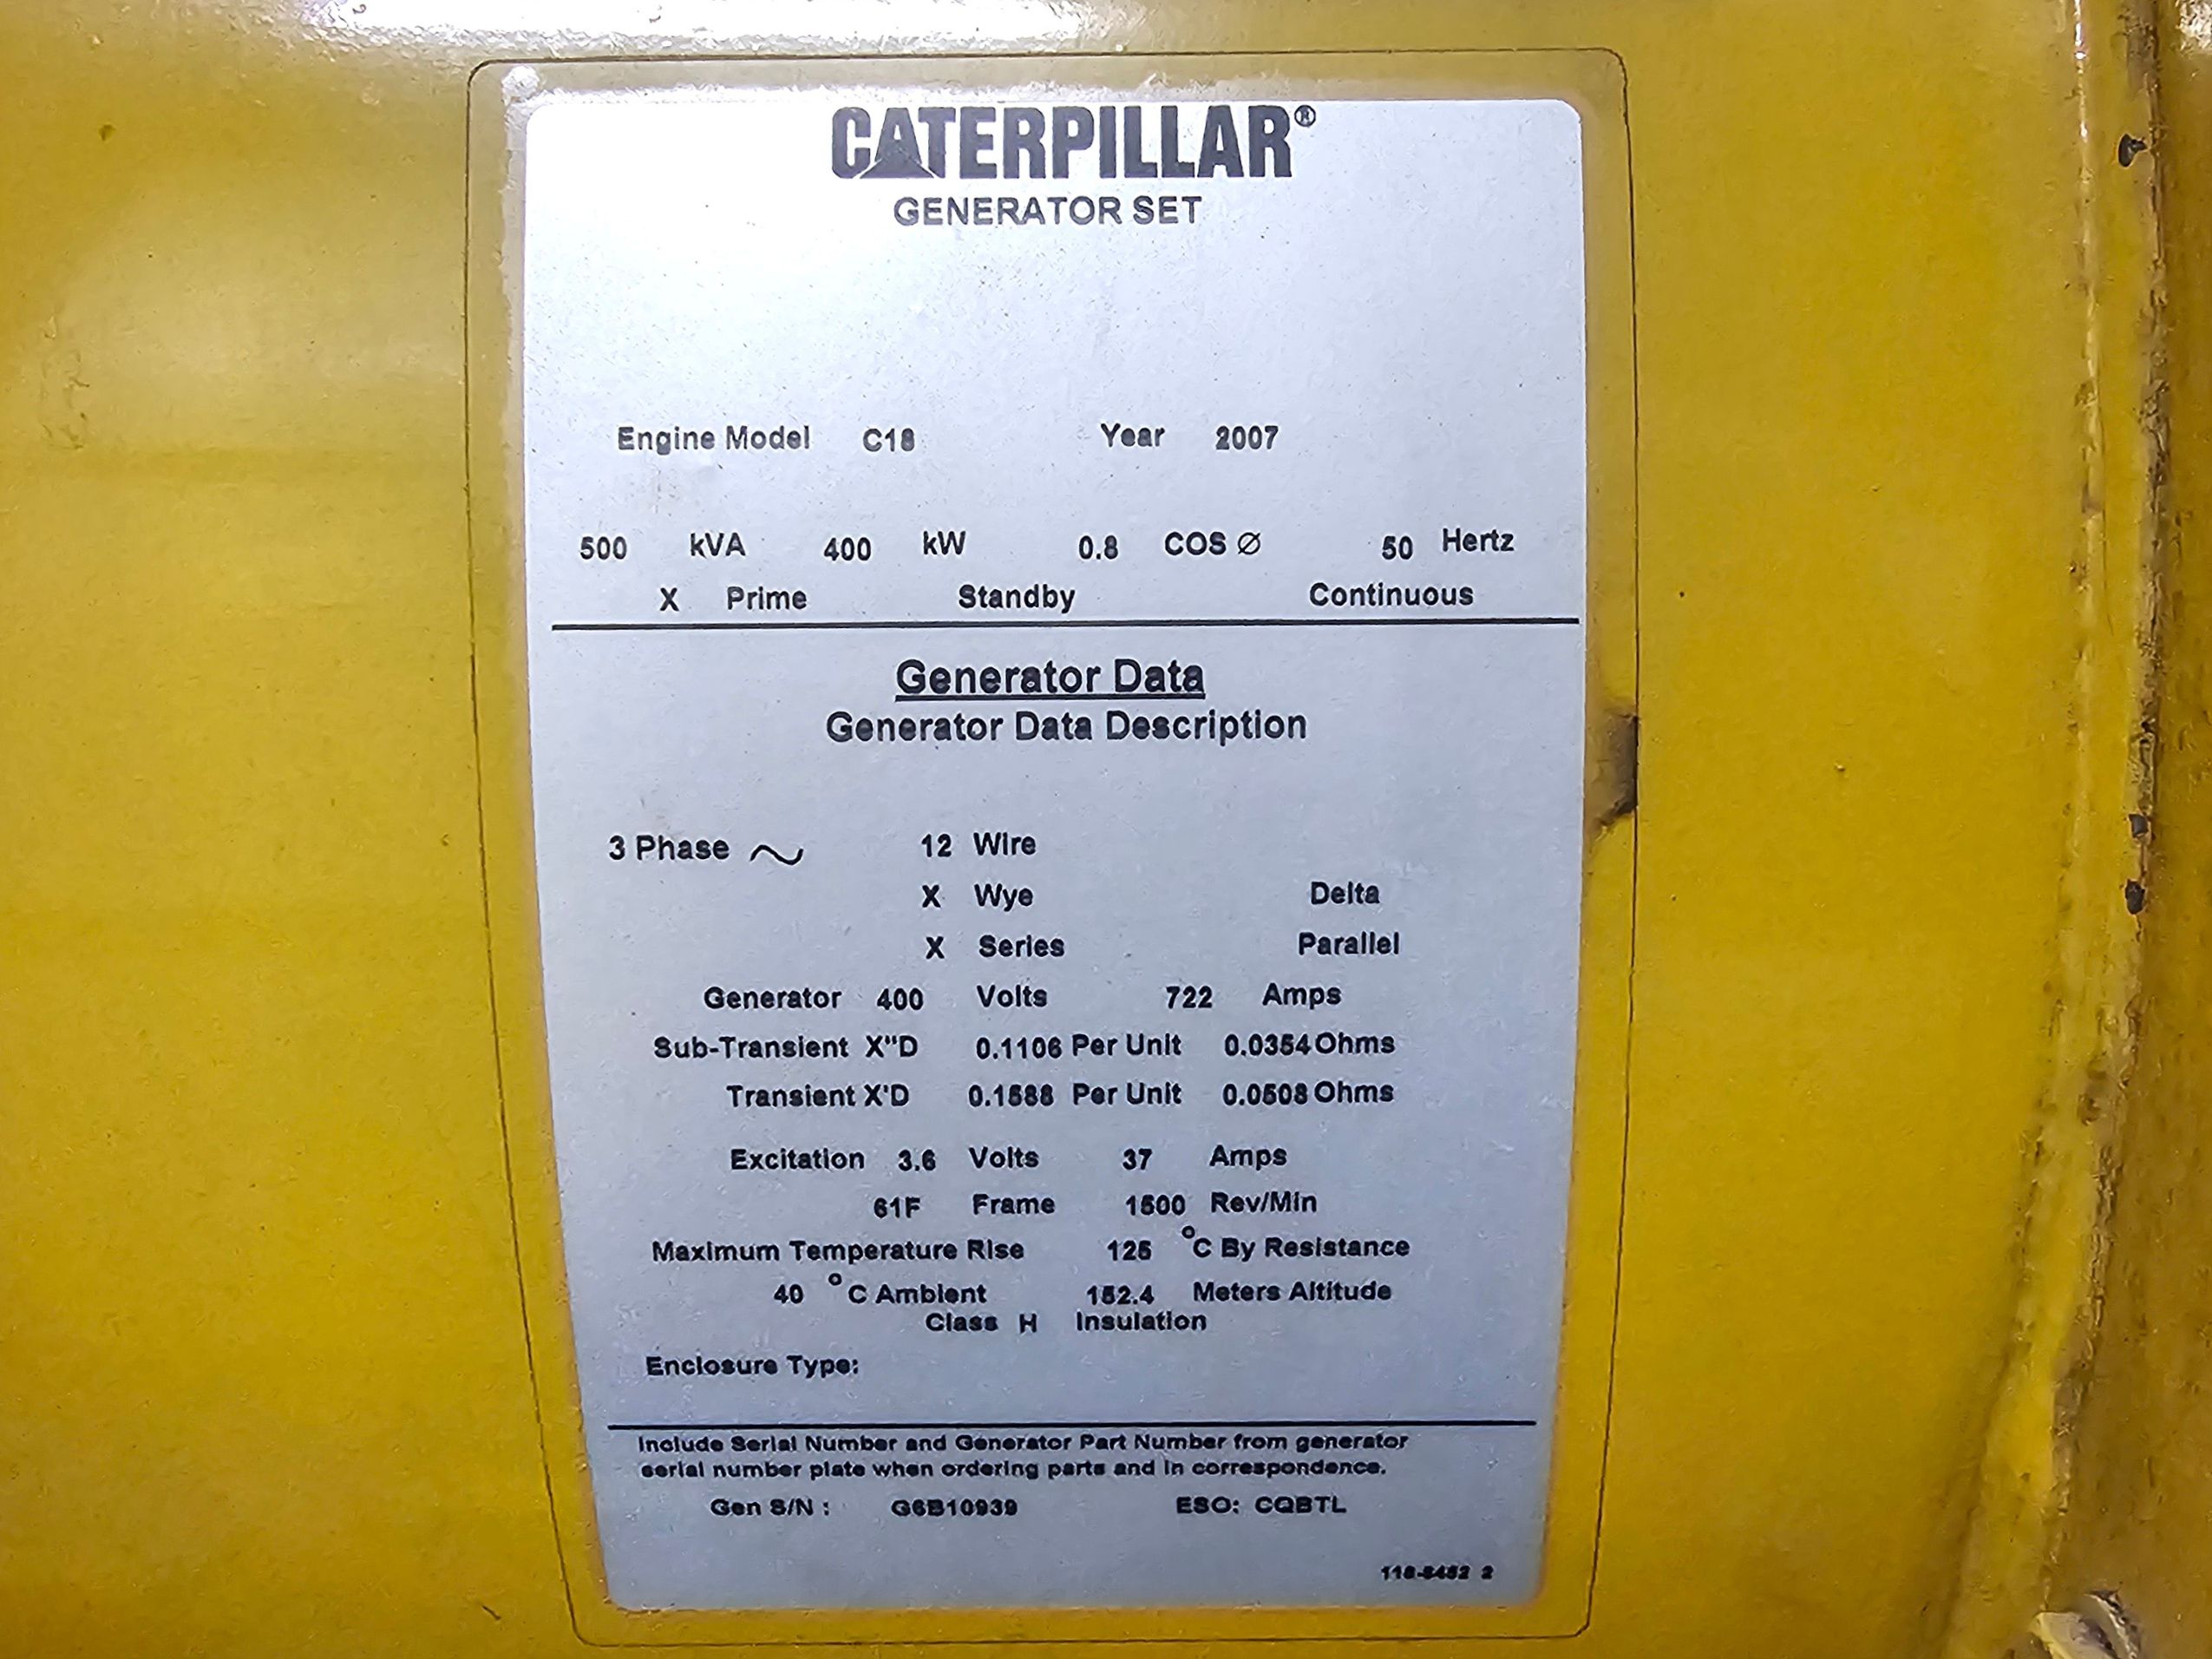 CATERPILLAR®
GENERATOR SET
Engine Model C18 Year 2007
500 kVA 400 kW 0.8 COS Ø 50 Hertz
X Prime Standby Continuous
Generator Data
Generator Data Description
3 Phase ~ 12 Wire
X Wye Delta
X Series Parallel
Generator 400 Volts 722 Amps
Sub-Transient X"D 0.1106 Per Unit 0.0354 Ohms
Transient X'D 0.1588 Per Unit 0.0508 Ohms
Excitation 3.6 Volts 37 Amps
61F Frame 1500 Rev/Min
Maximum Temperature Rise 125 °C By Resistance
40 °C Ambient 152.4 Meters Altitude
Class H Insulation
Enclosure Type:
Include Serial Number and Generator Part Number from generator
serial number plate when ordering parts and in correspondence.
Gen S/N : G6B10939 ESO: CQBTL